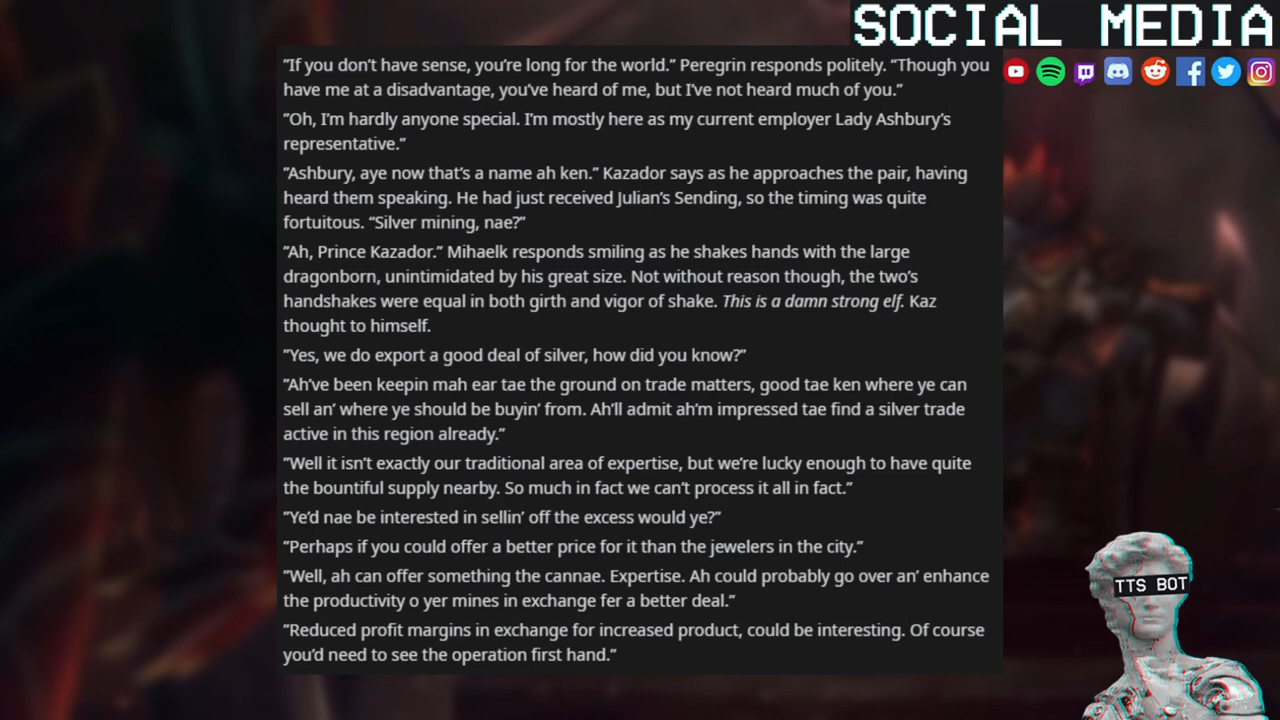 SOCIAL MEDIA
“If you don’t have sense, you’re long for the world.” Peregrin responds politely. “Though you
have me at a disadvantage, you’ve heard of me, but I’ve not heard much of you.”
“Oh, I’m hardly anyone special. I’m mostly here as my current employer Lady Ashbury’s
representative.”
“Ashbury, aye now that’s a name ah ken.” Kazador says as he approaches the pair, having
heard them speaking. He had just received Julian’s Sending, so the timing was quite
fortuitous. “Silver mining, nae?”
“Ah, Prince Kazador.” Mihaelk responds smiling as he shakes hands with the large
dragonborn, unintimidated by his great size. Not without reason though, the two’s
handshakes were equal in both girth and vigor of shake. This is a damn strong elf. Kaz
thought to himself.
“Yes, we do export a good deal of silver, how did you know?”
“Ah’ve been keepin mah ear tae the ground on trade matters, good tae ken where ye can
sell an’ where ye should be buyin’ from. Ah’ll admit ah’m impressed tae find a silver trade
active in this region already.”
“Well it isn’t exactly our traditional area of expertise, but we’re lucky enough to have quite
the bountiful supply nearby. So much in fact we can’t process it all in fact.”
“Ye’d nae be interested in sellin’ off the excess would ye?”
“Perhaps if you could offer a better price for it than the jewelers in the city.”
“Well, ah can offer something the cannae. Expertise. Ah could probably go over an’ enhance
the productivity o yer mines in exchange fer a better deal.”
“Reduced profit margins in exchange for increased product, could be interesting. Of course
you’d need to see the operation first hand.”
TTS BOT